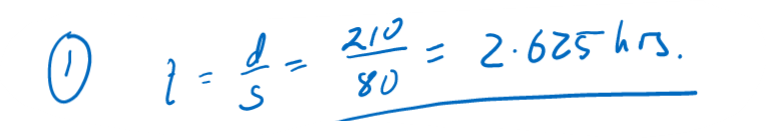 ① t = d/s = 210/80 = 2.625 hrs.